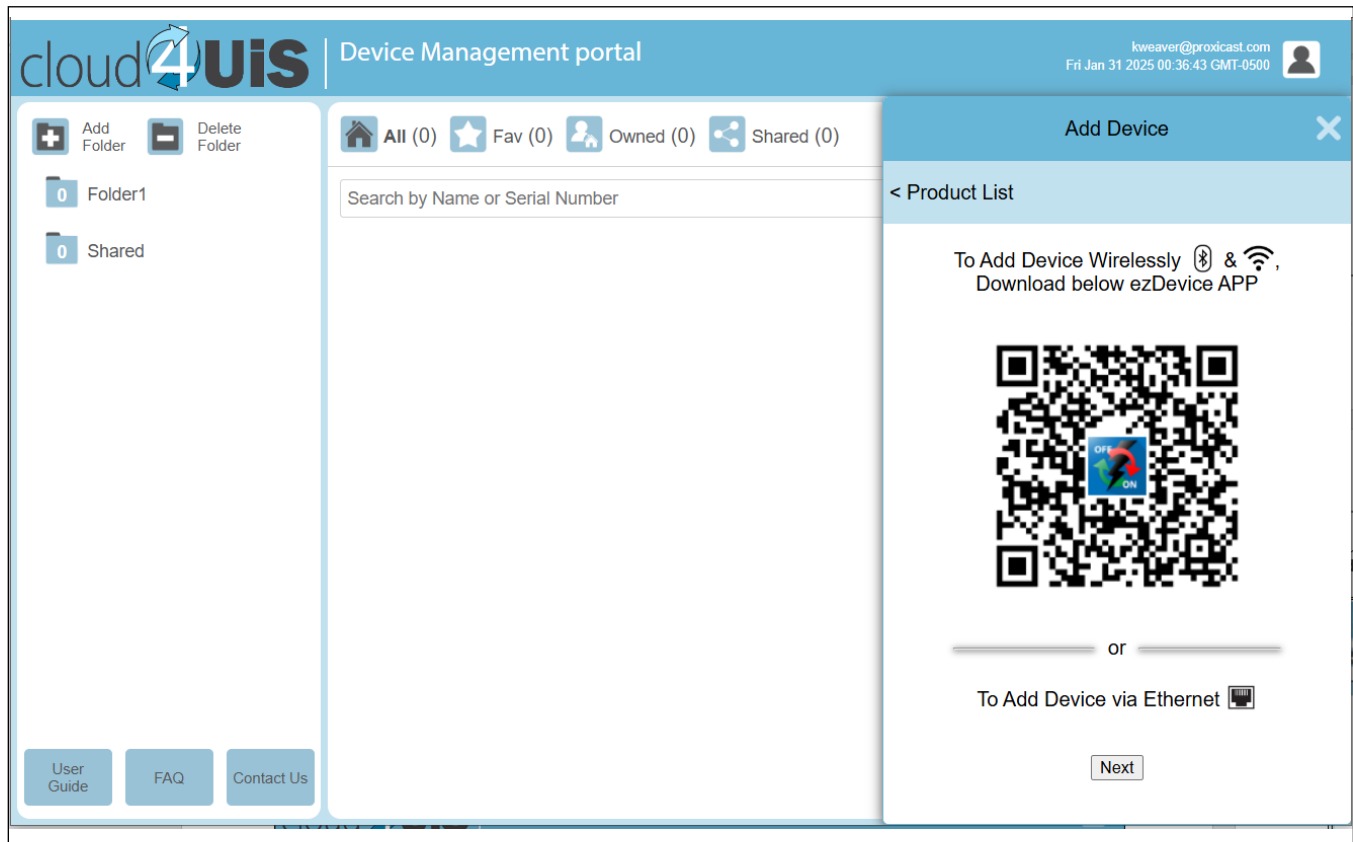 cloud4UiS
Device Management portal
kweaver@proxicast.com
Fri Jan 31 2025 00:36:43 GMT-0500
Add
Folder
Delete
Folder
0 Folder1
0 Shared
User
Guide
FAQ
Contact Us
All (0) Fav (0) Owned (0) Shared (0)
Search by Name or Serial Number
Add Device
< Product List
To Add Device Wirelessly & ,
Download below ezDevice APP
OFF
ON
or
To Add Device via Ethernet
Next